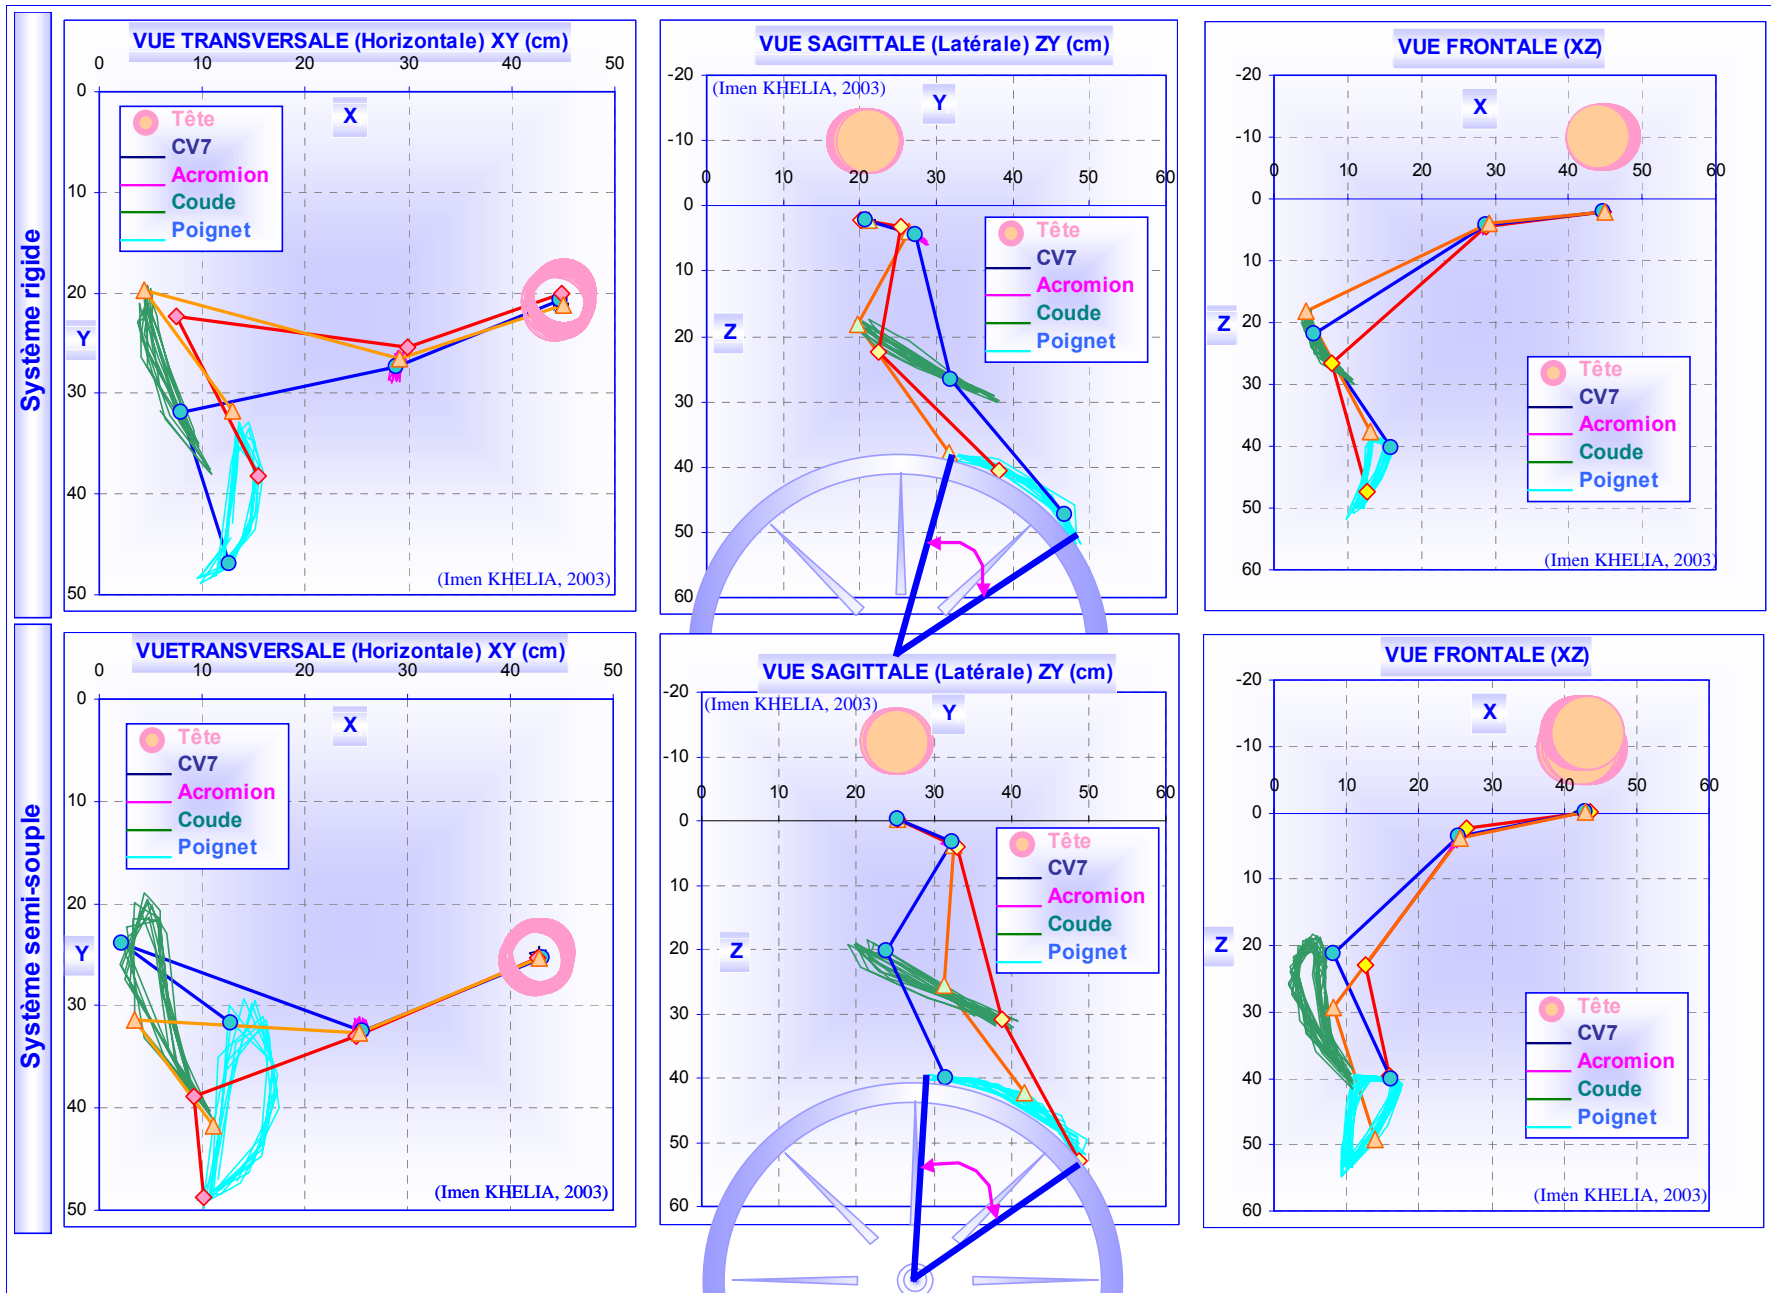 Système rigide
VUE TRANSVERSALE (Horizontale) XY (cm)
0 10 20 30 40 50
X
0
10
20
30
40
50
Y
Tête
CV7
Acromion
Coude
Poignet
(Imen KHELIA, 2003)
VUE SAGITTALE (Latérale) ZY (cm)
(Imen KHELIA, 2003)
Y
-20
-10
0
10
20
30
40
50
60
0 10 20 30 40 50 60
Z
Tête
CV7
Acromion
Coude
Poignet
VUE FRONTALE (XZ)
X
-20
-10
0
10
20
30
40
50
60
0 10 20 30 40 50 60
Z
Tête
CV7
Acromion
Coude
Poignet
(Imen KHELIA, 2003)
Système semi-souple
VUETRANSVERSALE (Horizontale) XY (cm)
0 10 20 30 40 50
X
0
10
20
30
40
50
Y
Tête
CV7
Acromion
Coude
Poignet
(Imen KHELIA, 2003)
VUE SAGITTALE (Latérale) ZY (cm)
(Imen KHELIA, 2003)
Y
-20
-10
0
10
20
30
40
50
60
0 10 20 30 40 50 60
Z
Tête
CV7
Acromion
Coude
Poignet
VUE FRONTALE (XZ)
X
-20
-10
0
10
20
30
40
50
60
0 10 20 30 40 50 60
Z
Tête
CV7
Acromion
Coude
Poignet
(Imen KHELIA, 2003)